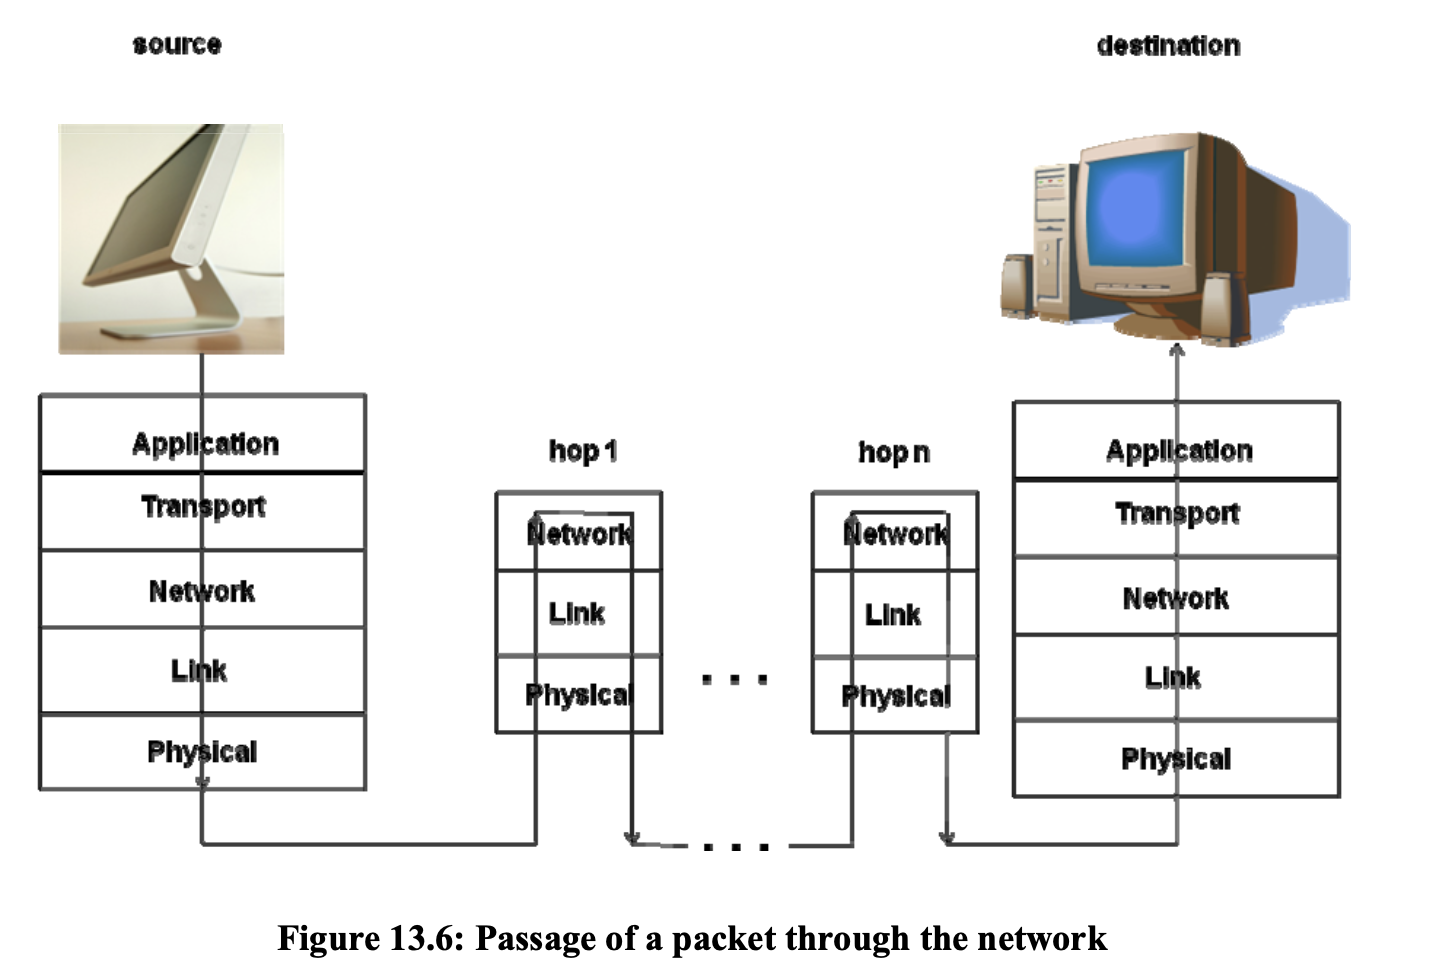 source
destination
Application
Transport
Network
Link
Physical
hop 1
Network
Link
Physical
. . .
. . .
hop n
Network
Link
Physical
Application
Transport
Network
Link
Physical
Figure 13.6: Passage of a packet through the network